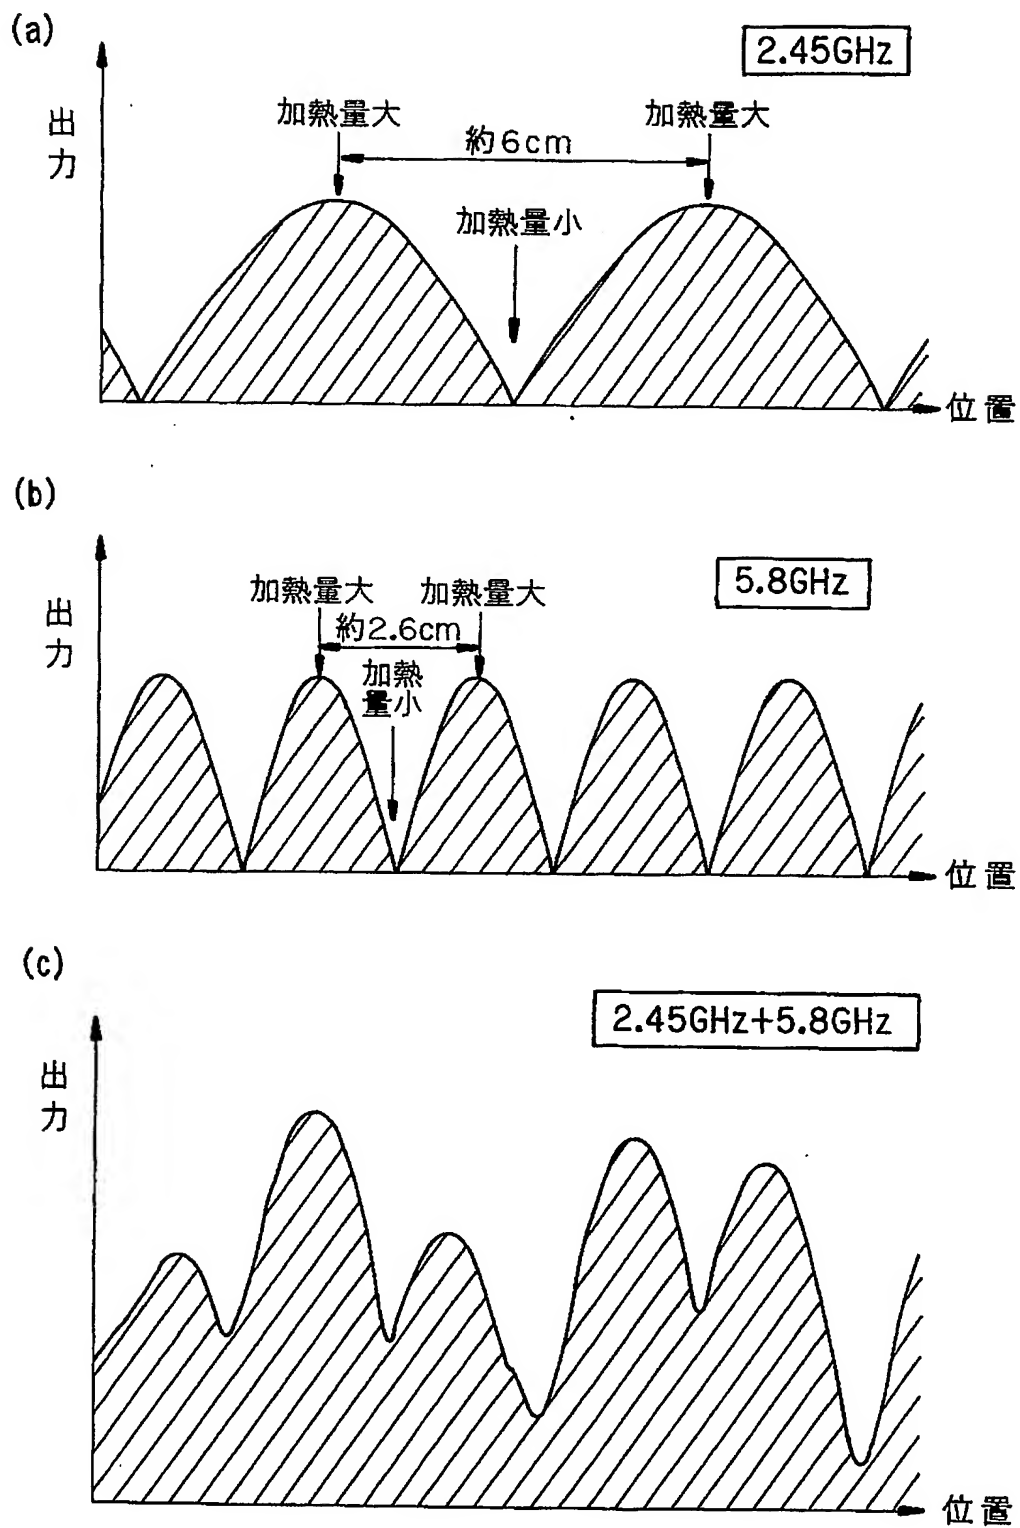 (a)
2.45GHz
出力
加熱量大
加熱量大
約6cm
加熱量小
位置
(b)
5.8GHz
出力
加熱量大
加熱量大
約2.6cm
加熱
量小
位置
(c)
2.45GHz+5.8GHz
出力
位置